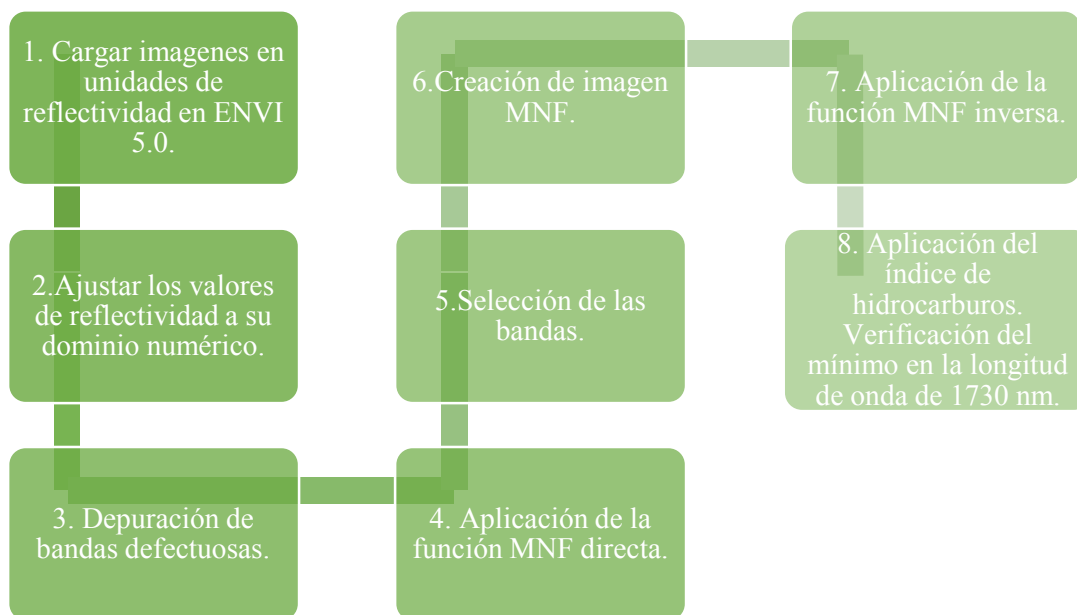 1. Cargar imagenes en
unidades de
reflectividad en ENVI
5.0.
2.Ajustar los valores
de reflectividad a su
dominio numérico.
3. Depuración de
bandas defectuosas.
4. Aplicación de la
función MNF directa.
5.Selección de las
bandas.
6.Creación de imagen
MNF.
7. Aplicación de la
función MNF inversa.
8. Aplicación del
índice de
hidrocarburos.
Verificación del
mínimo en la longitud
de onda de 1730 nm.